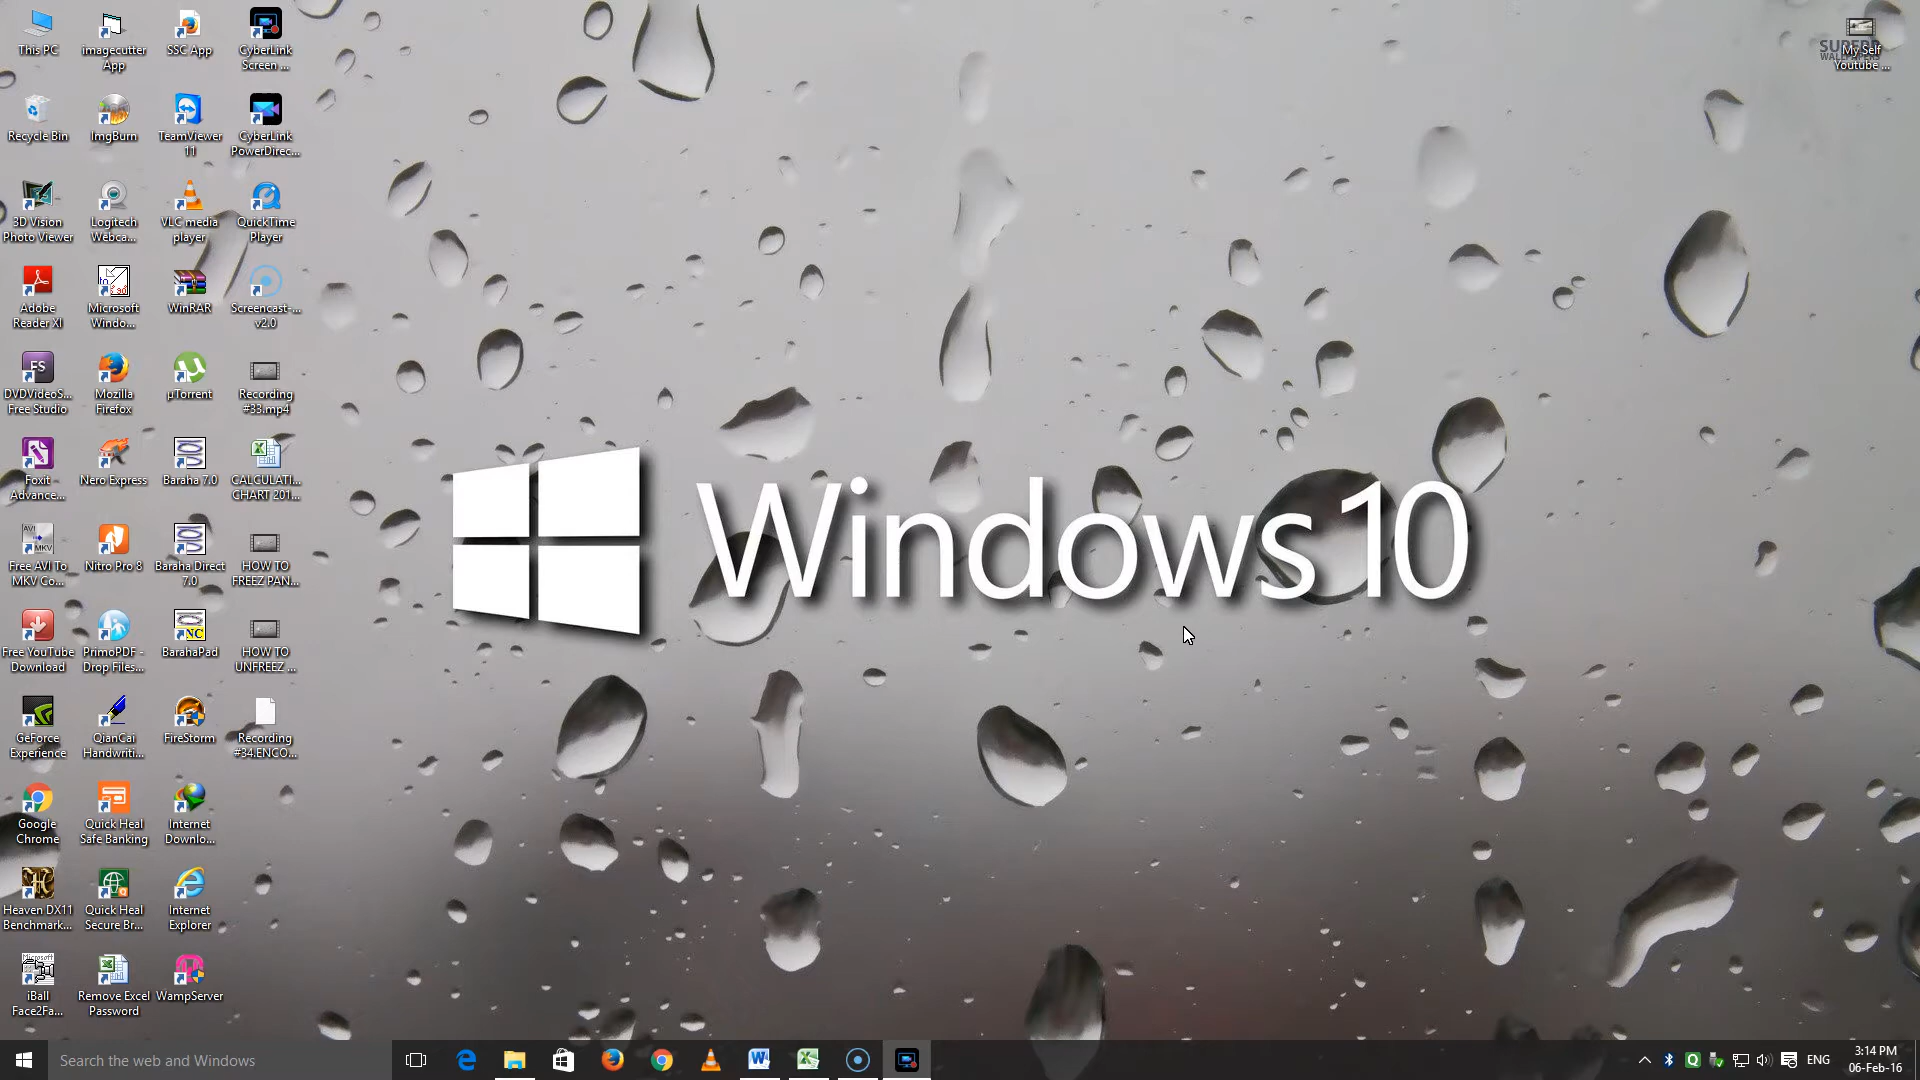 This PC
imagecutter
App
SSC App
CyberLink
Screen ...
Recycle Bin
ImgBurn
TeamViewer
11
CyberLink
PowerDirec...
3D Vision
Photo Viewer
Logitech
Webca...
VLC media
player
QuickTime
Player
Adobe
Reader XI
Microsoft
Windo...
WinRAR
Screencast-...
v2.0
DVDVideoS...
Free Studio
Mozilla
Firefox
µTorrent
Recording
#33.mp4
Foxit
Advance...
Nero Express
Baraha 7.0
CALCULATI...
CHART 201...
Free AVI To
MKV Co...
Nitro Pro 8
Baraha Direct
7.0
HOW TO
FREEZ PAN...
Free YouTube
Download
PrimoPDF -
Drop Files...
BarahaPad
HOW TO
UNFREEZ ...
GeForce
Experience
QianCai
Handwriti...
FireStorm
Recording
#34.ENCO...
Google
Chrome
Quick Heal
Safe Banking
Internet
Downlo...
Heaven DX11
Benchmark...
Quick Heal
Secure Br...
Internet
Explorer
iBall
Face2Fa...
Remove Excel
Password
WampServer
My Self
Youtube ...
Windows 10
Search the web and Windows
ENG
3:14 PM
06-Feb-16